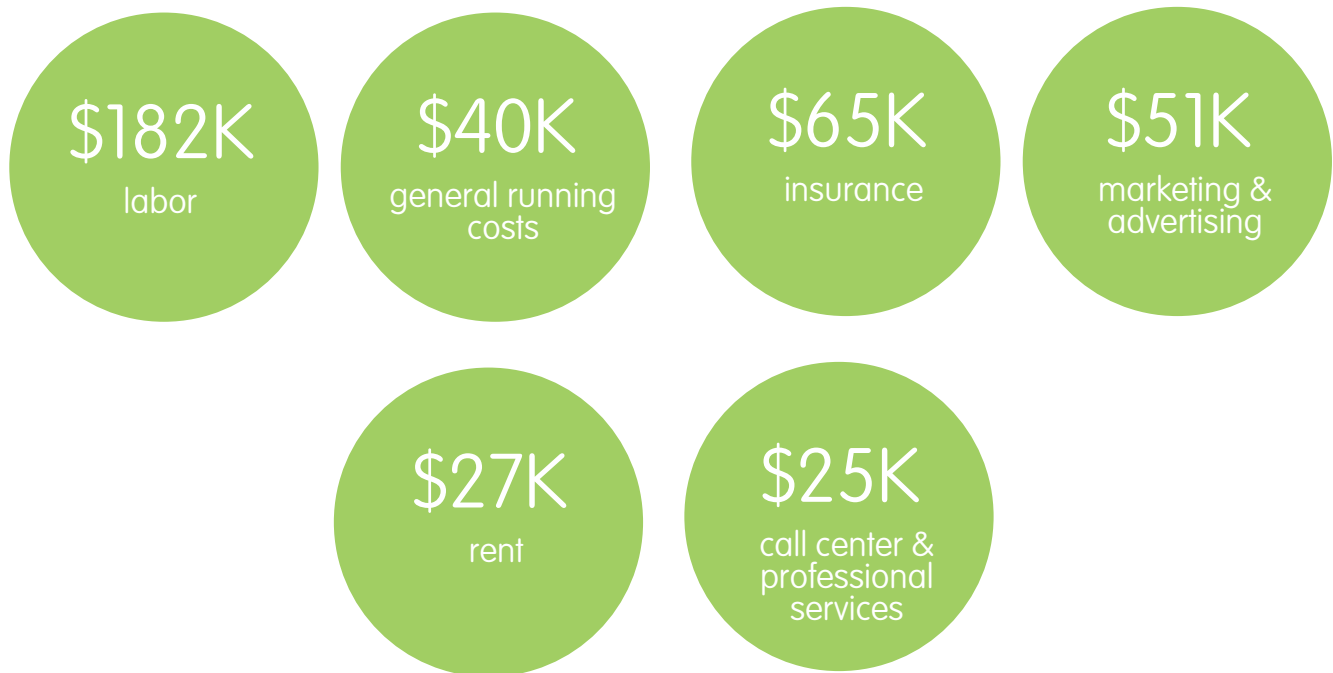 $182K
labor
$40K
general running
costs
$65K
insurance
$51K
marketing &
advertising
$27K
rent
$25K
call center &
professional
services